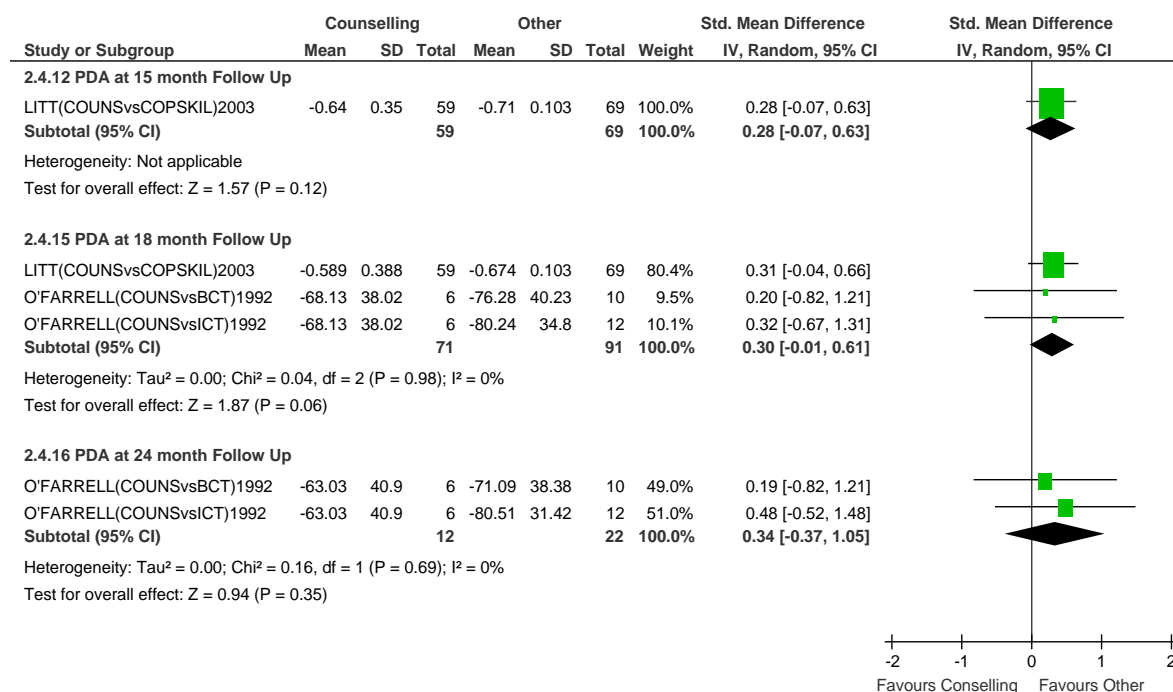 Counselling Other Std. Mean Difference Std. Mean Difference
Study or Subgroup Mean SD Total Mean SD Total Weight IV, Random, 95% CI IV, Random, 95% CI
2.4.12 PDA at 15 month Follow Up
LITT(COUNSvsCOPSKIL)2003 -0.64 0.35 59 -0.71 0.103 69 100.0% 0.28 [-0.07, 0.63]
Subtotal (95% CI) 59 69 100.0% 0.28 [-0.07, 0.63]
Heterogeneity: Not applicable
Test for overall effect: Z = 1.57 (P = 0.12)
2.4.15 PDA at 18 month Follow Up
LITT(COUNSvsCOPSKIL)2003 -0.589 0.388 59 -0.674 0.103 69 80.4% 0.31 [-0.04, 0.66]
O'FARRELL(COUNSvsBCT)1992 -68.13 38.02 6 -76.28 40.23 10 9.5% 0.20 [-0.82, 1.21]
O'FARRELL(COUNSvsICT)1992 -68.13 38.02 6 -80.24 34.8 12 10.1% 0.32 [-0.67, 1.31]
Subtotal (95% CI) 71 91 100.0% 0.30 [-0.01, 0.61]
Heterogeneity: Tau² = 0.00; Chi² = 0.04, df = 2 (P = 0.98); I² = 0%
Test for overall effect: Z = 1.87 (P = 0.06)
2.4.16 PDA at 24 month Follow Up
O'FARRELL(COUNSvsBCT)1992 -63.03 40.9 6 -71.09 38.38 10 49.0% 0.19 [-0.82, 1.21]
O'FARRELL(COUNSvsICT)1992 -63.03 40.9 6 -80.51 31.42 12 51.0% 0.48 [-0.52, 1.48]
Subtotal (95% CI) 12 22 100.0% 0.34 [-0.37, 1.05]
Heterogeneity: Tau² = 0.00; Chi² = 0.16, df = 1 (P = 0.69); I² = 0%
Test for overall effect: Z = 0.94 (P = 0.35)
-2 -1 0 1 2
Favours Conselling Favours Other